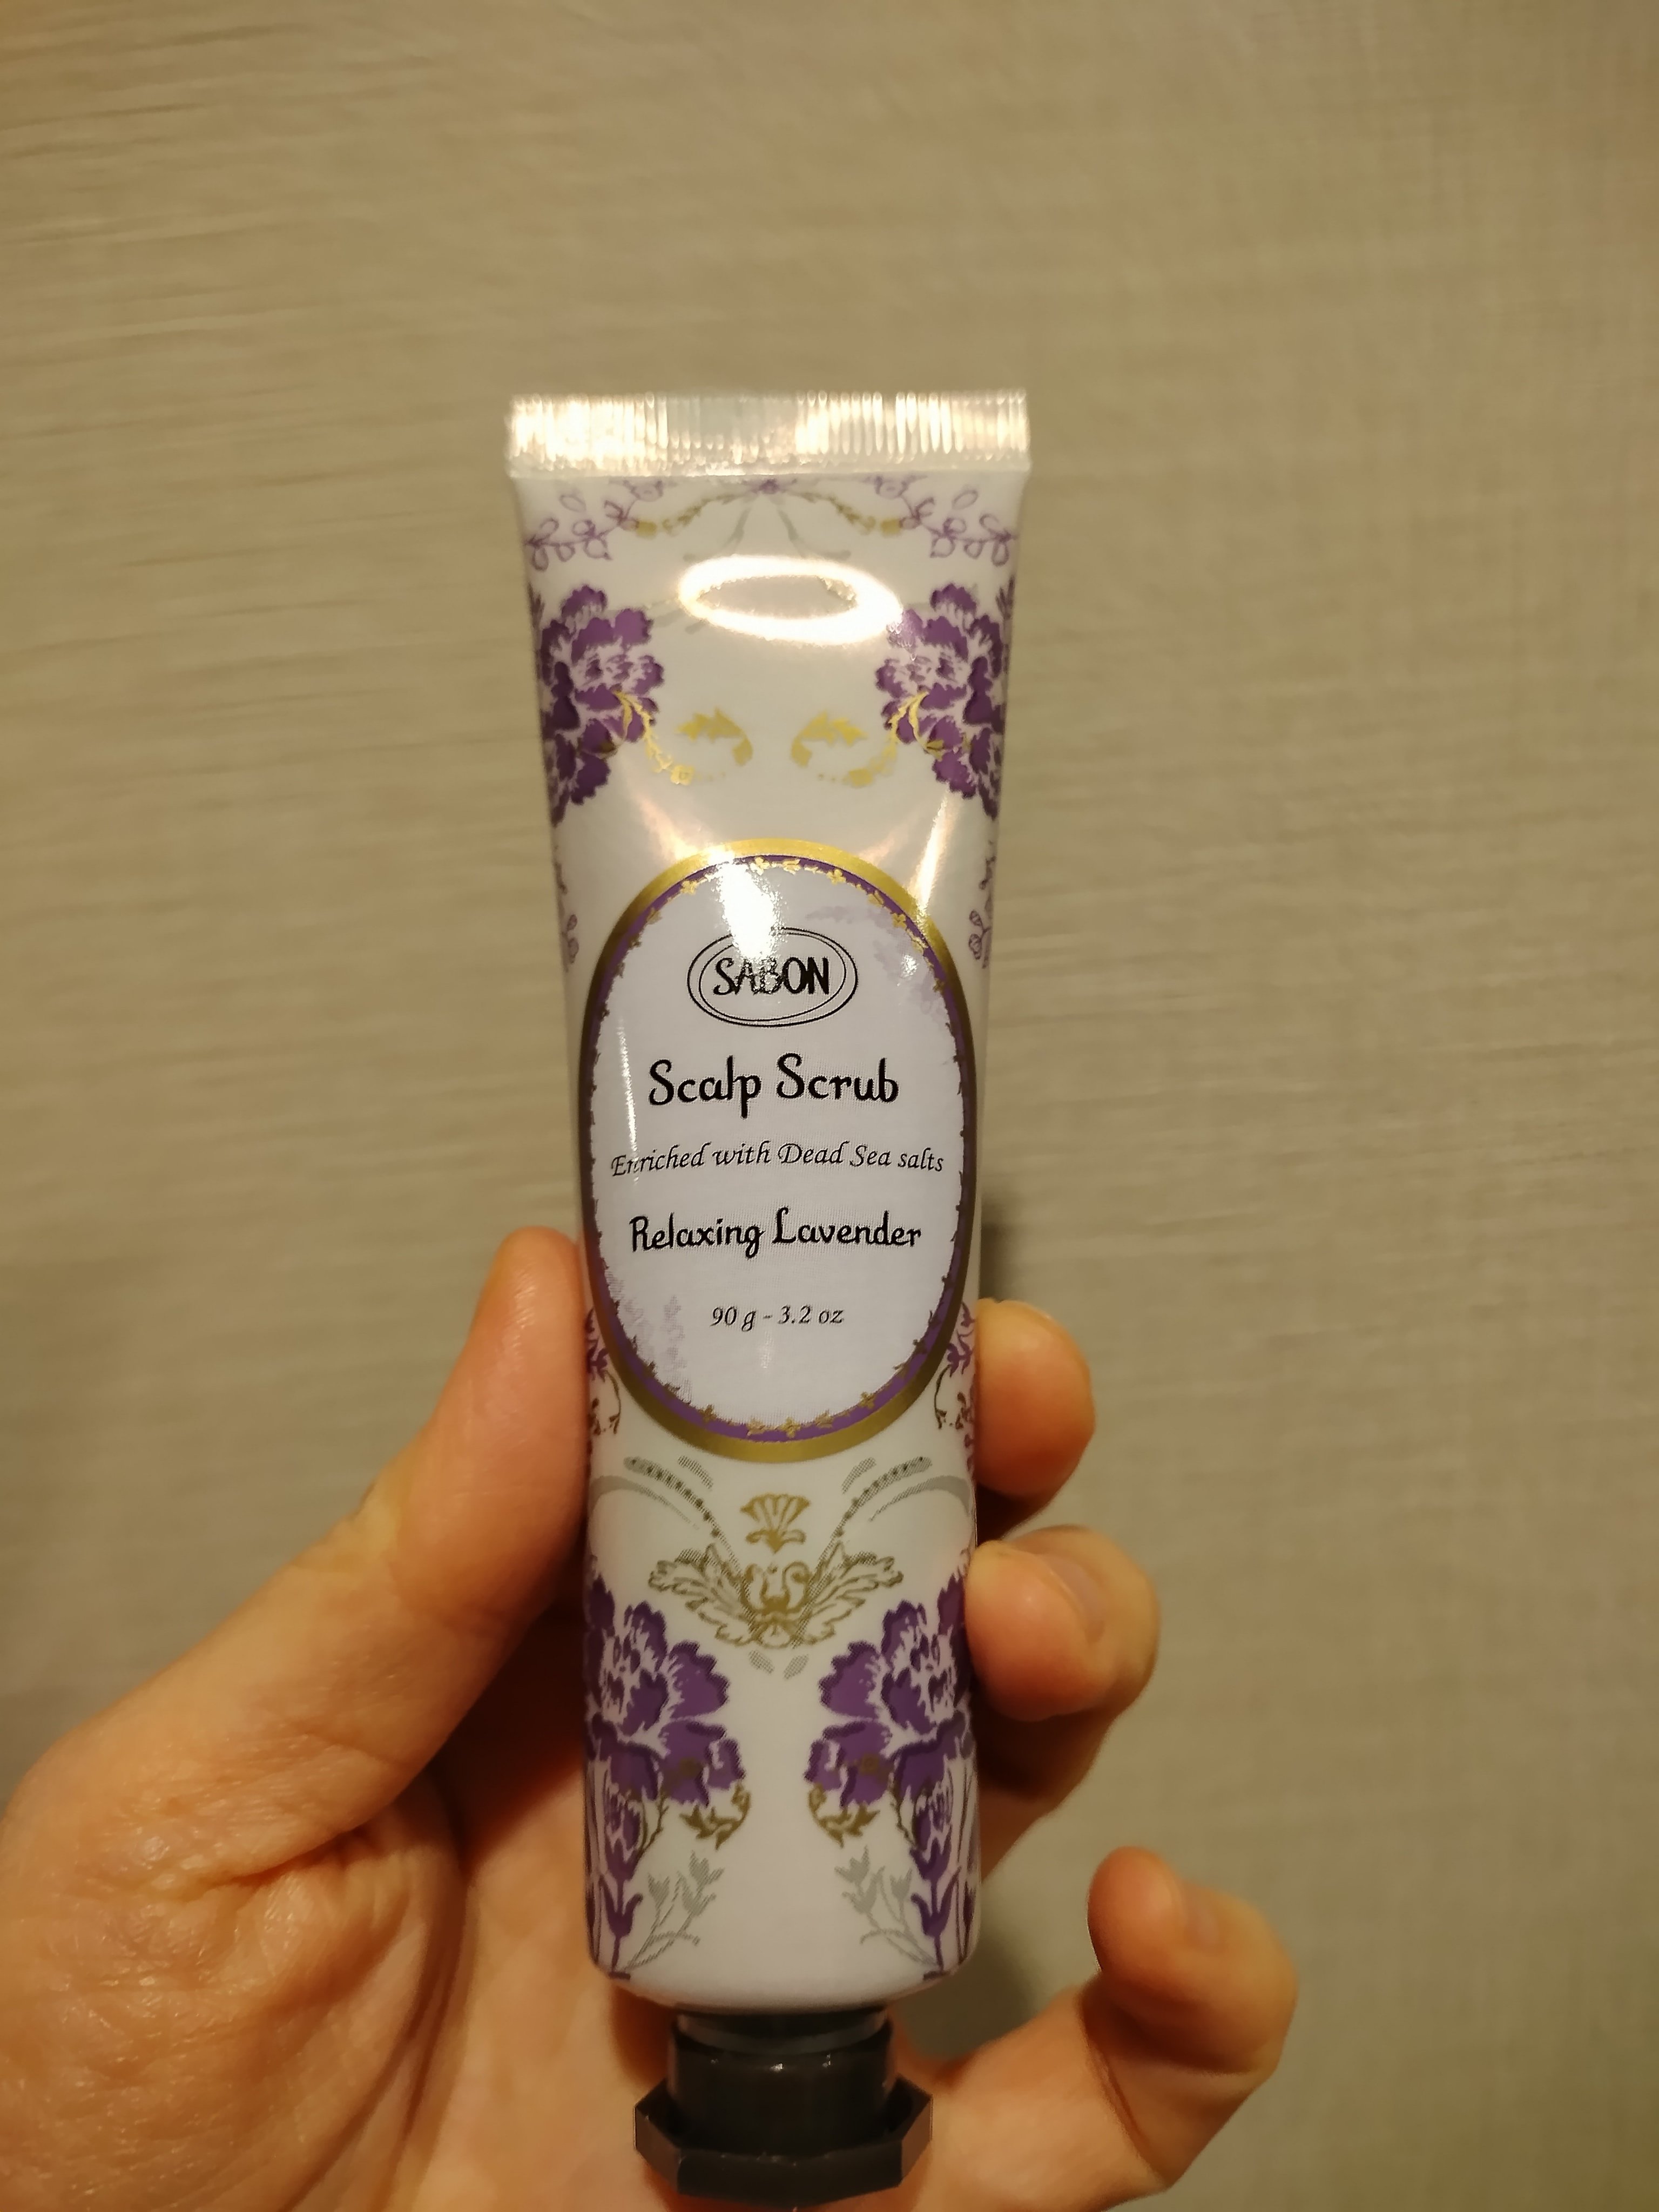 SABON
Scalp Scrub
Enriched with Dead Sea salts
Relaxing Lavender
90 g - 3.2 oz